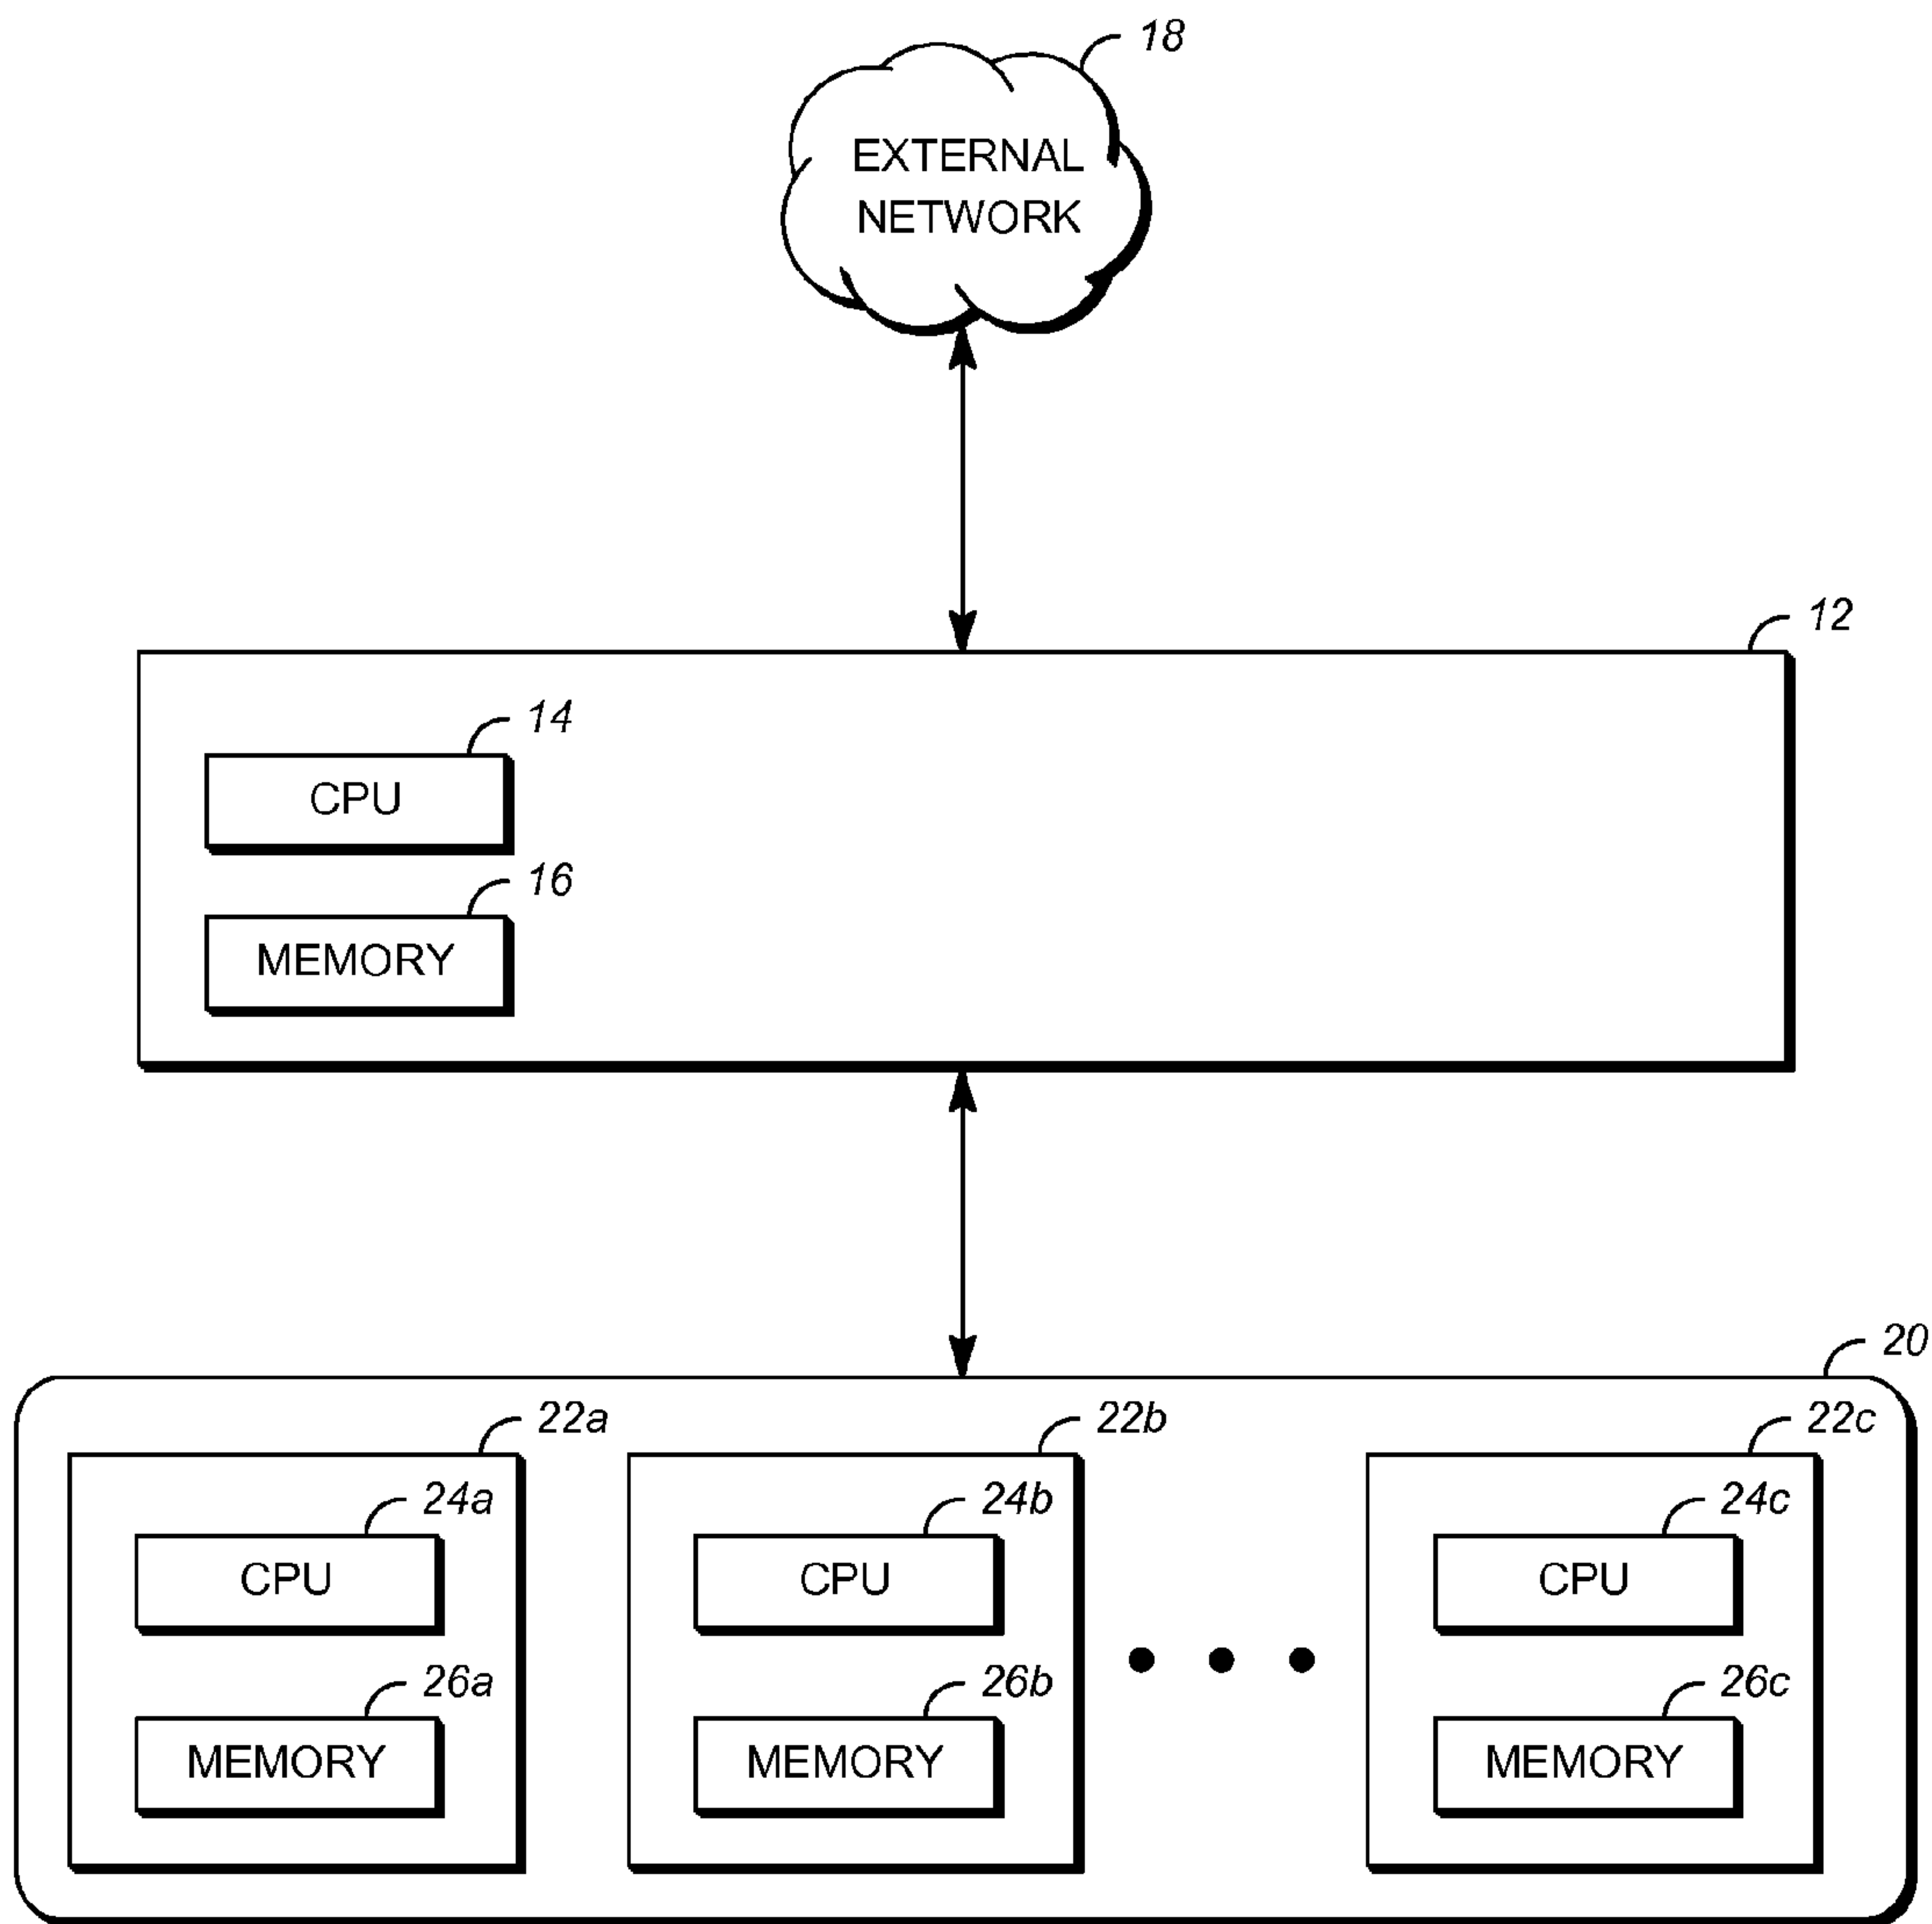 18
EXTERNAL
NETWORK
12
14
CPU
16
MEMORY
20
22a 22b 22c
24a 24b 24c
CPU CPU CPU
26a 26b 26c
MEMORY MEMORY MEMORY